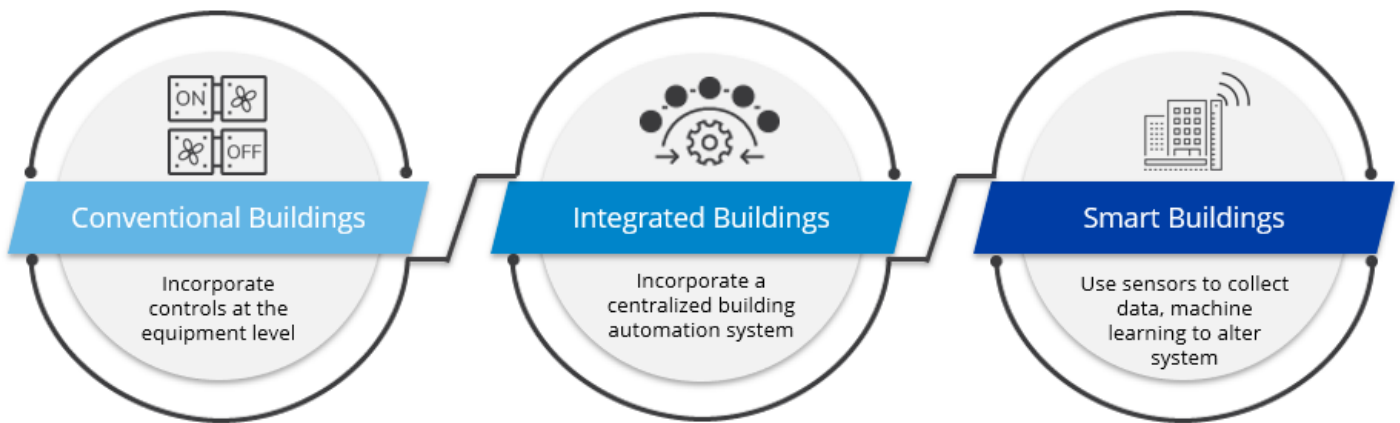 ON
OFF
Conventional Buildings
Incorporate
controls at the
equipment level
Integrated Buildings
Incorporate a
centralized building
automation system
Smart Buildings
Use sensors to collect
data, machine
learning to alter
system